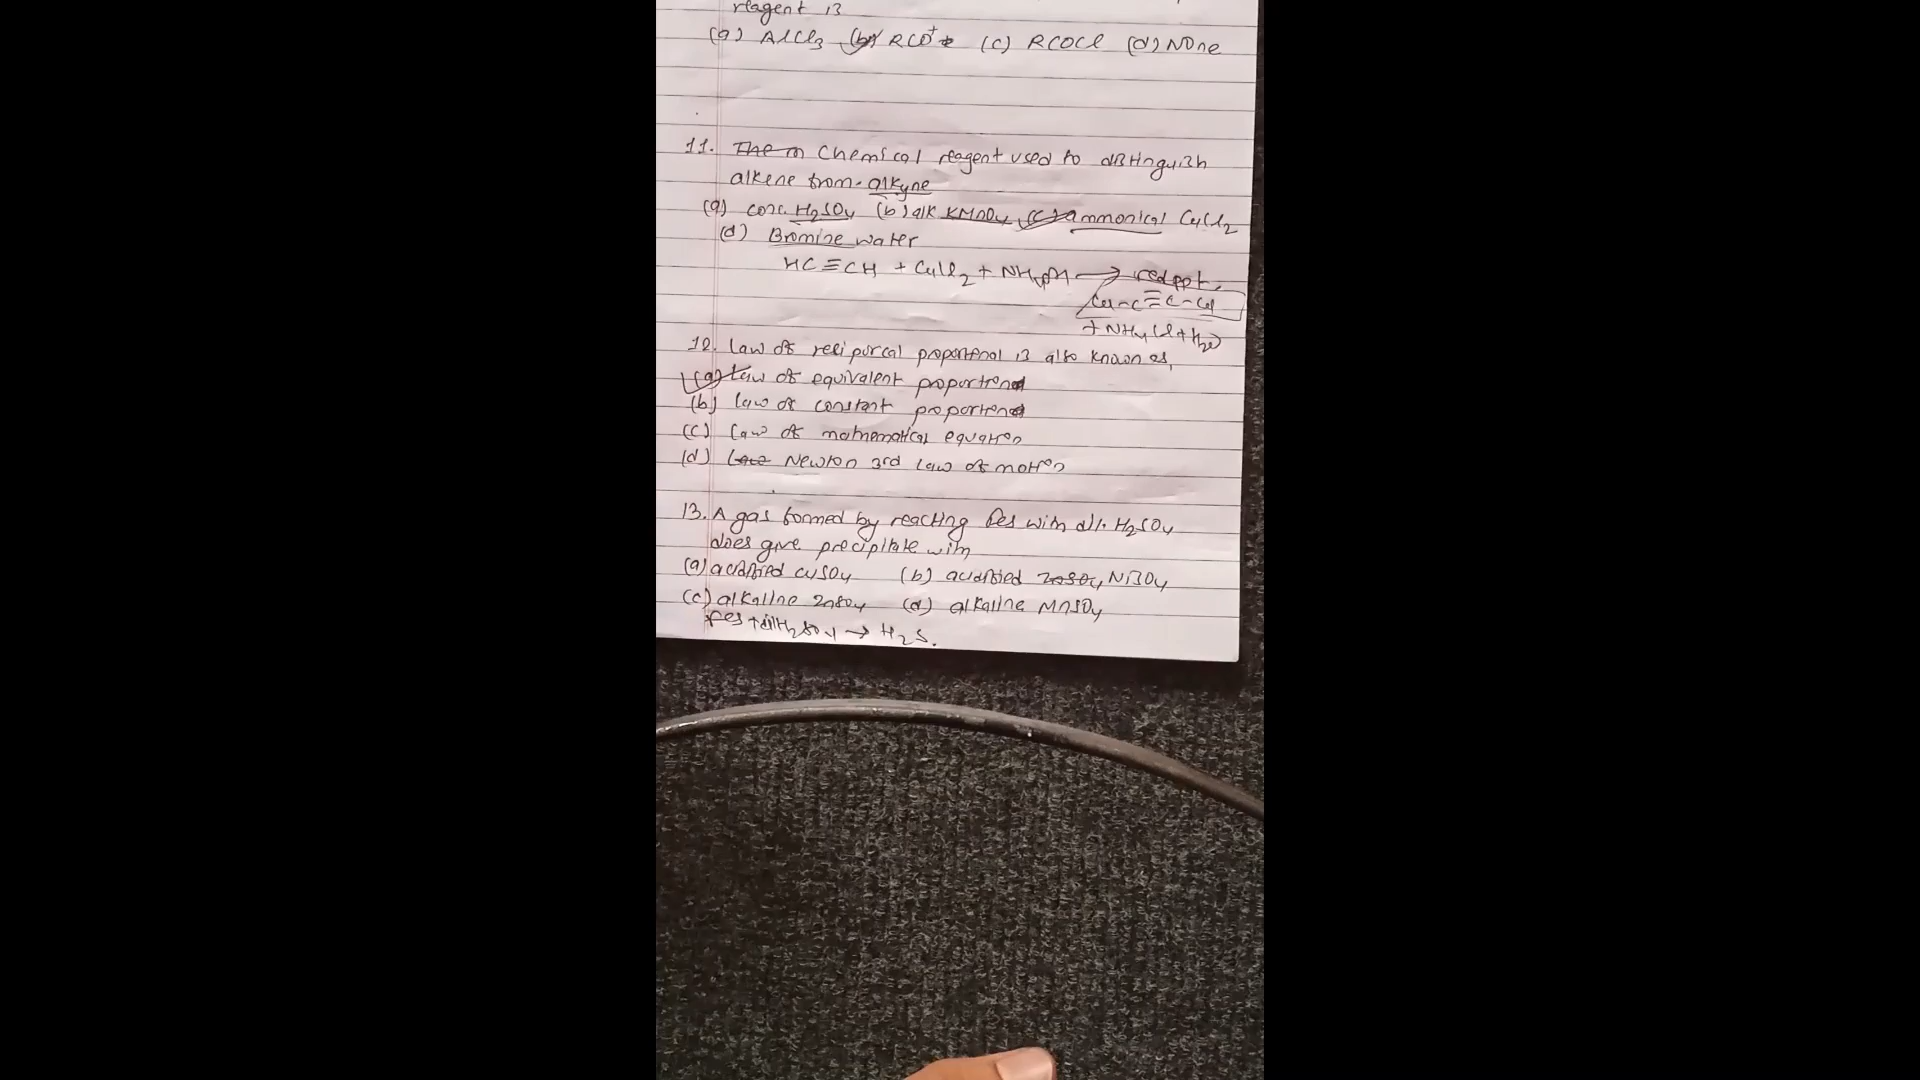 reagent is
(a) AlCl3 (b) RCO+ (c) RCOCl (d) None
11. The m Chemical reagent used to distinguish
alkene from alkyne
(a) conc. H2SO4 (b) alk KMnO4 (c) ammonical CuCl2
(d) Bromine water
HC≡CH + CuCl2 + NH4OH → red ppt.
Cu-C≡C-Cu
+ NH4Cl + H2O
12. Law of reciporcal proportional is also known as,
(a) Law of equivalent proportion
(b) law of constant proportion
(c) Law of mathematical equation
(d) Law Newton 3rd law of motion
13. A gas formed by reacting Fes with dil. H2SO4
does give precipitate with
(a) acidified CuSO4 (b) acidified ZnSO4 NiSO4
(c) alkaline ZnSO4 (d) alkaline MnSO4
Fes + dil H2SO4 → H2S.